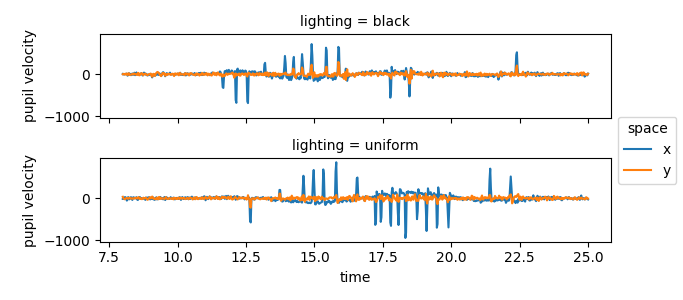 lighting = black
pupil velocity
0
−1000
space
x
y
lighting = uniform
pupil velocity
0
−1000
7.5 10.0 12.5 15.0 17.5 20.0 22.5 25.0
time